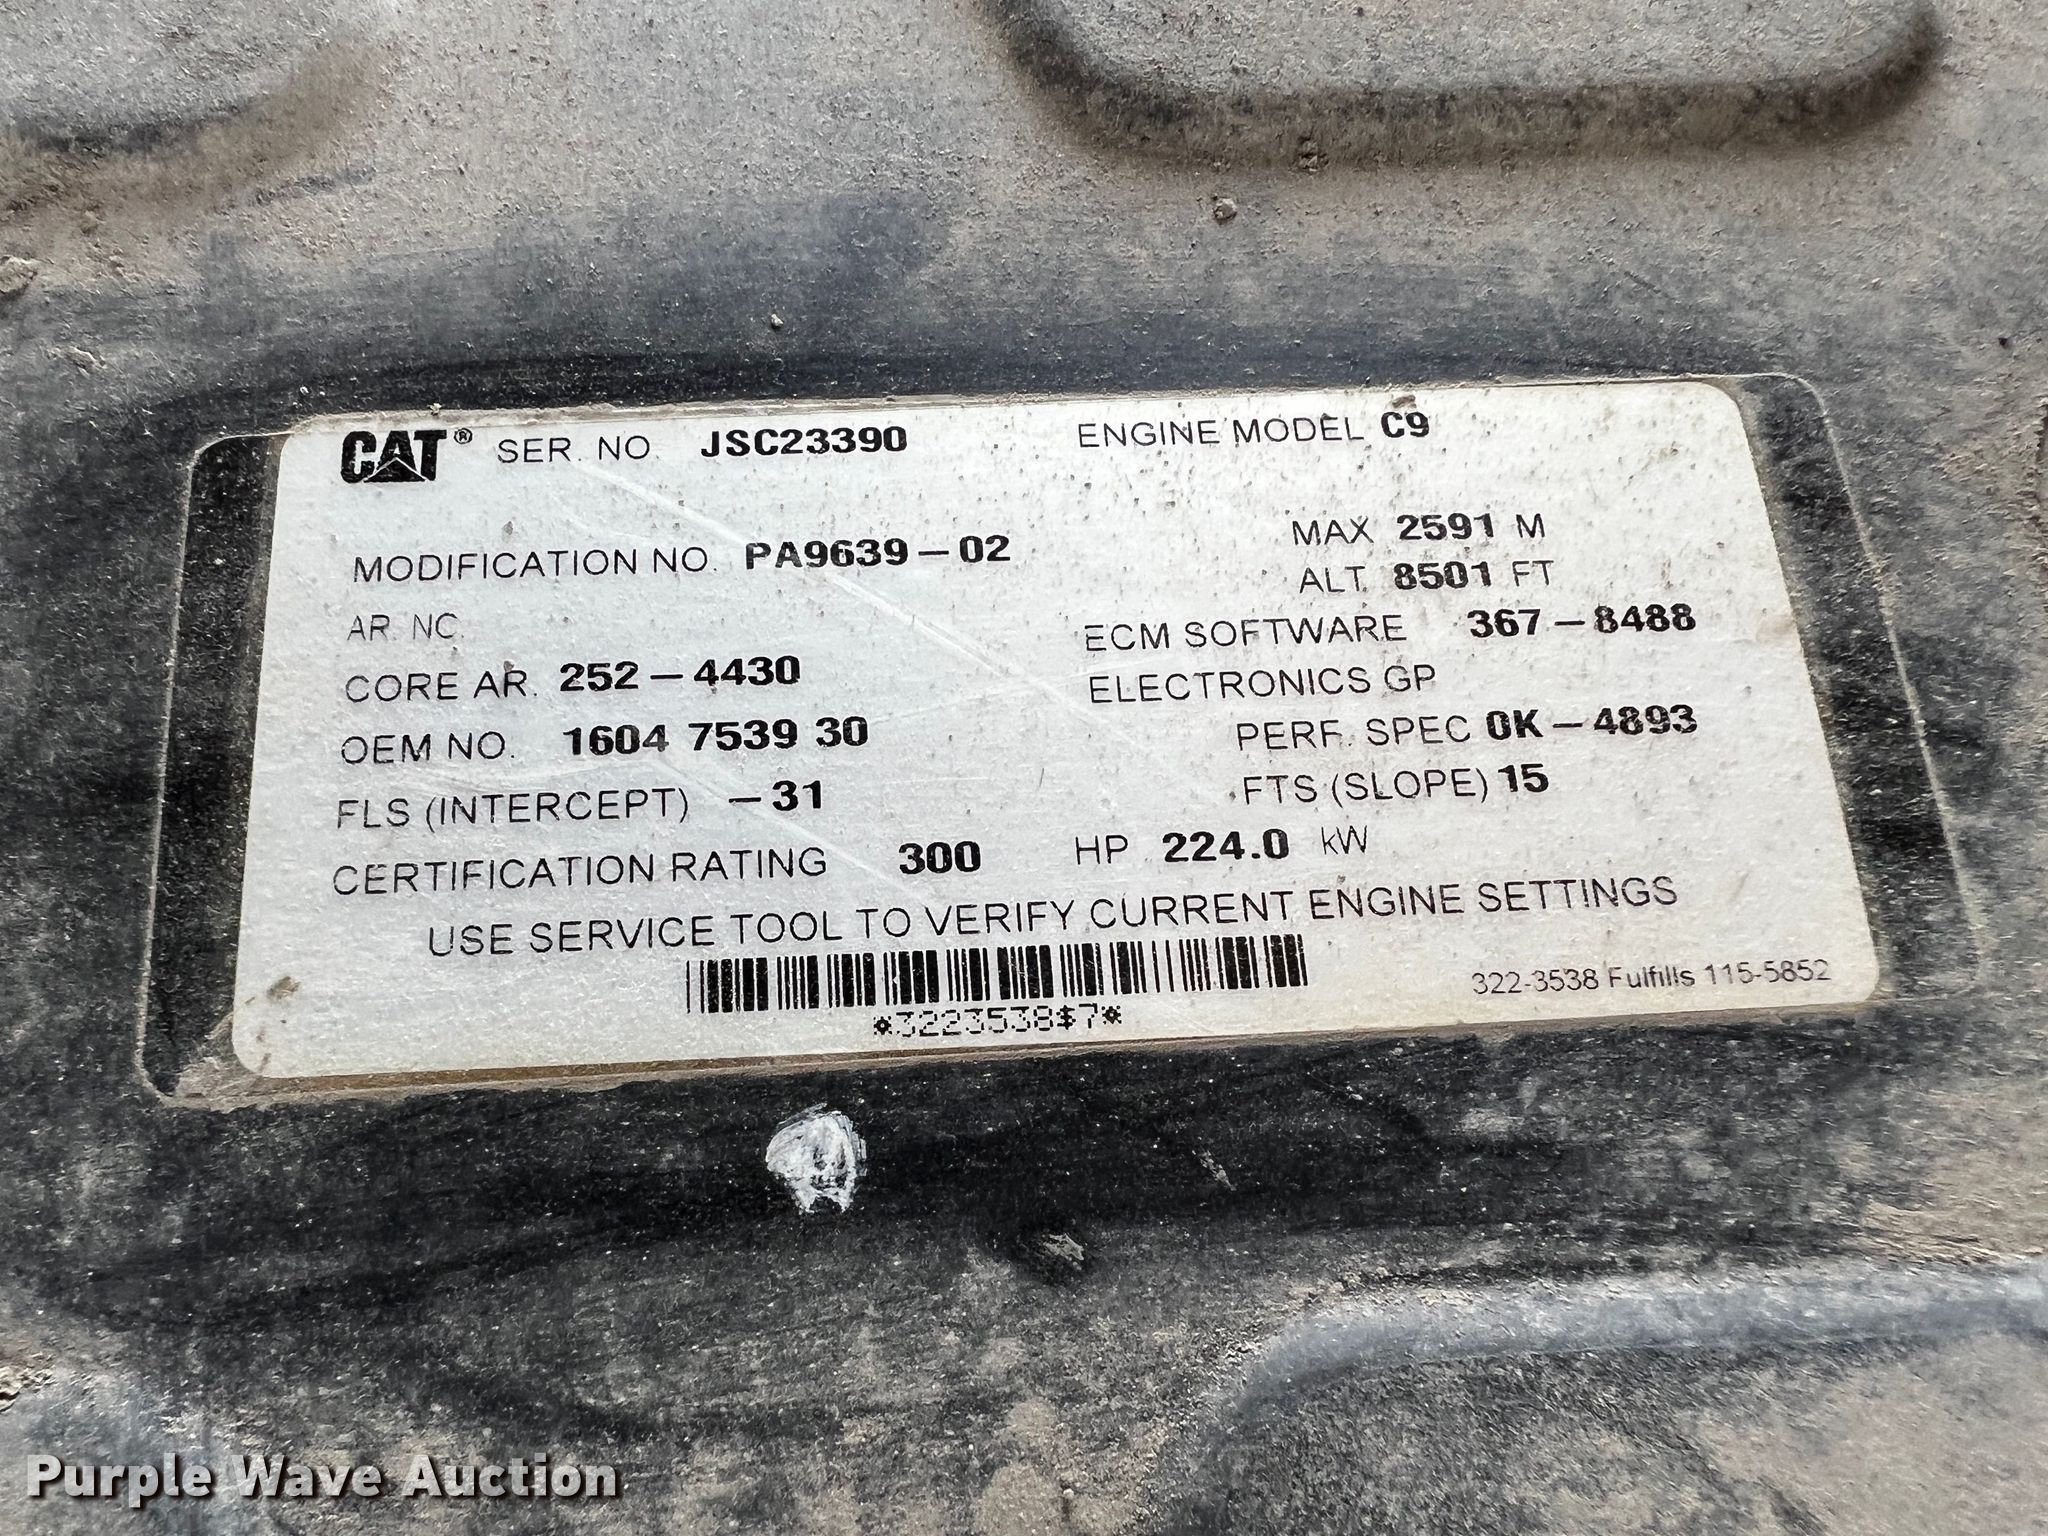 CAT® SER. NO. JSC23390 ENGINE MODEL C9
MODIFICATION NO. PA9639-02 MAX 2591 M
ALT. 8501 FT
AR. NO.
ECM SOFTWARE 367-8488
CORE AR. 252-4430 ELECTRONICS GP
OEM NO. 1604 7539 30 PERF. SPEC 0K-4893
FLS (INTERCEPT) -31 FTS (SLOPE) 15
CERTIFICATION RATING 300 HP 224.0 kW
USE SERVICE TOOL TO VERIFY CURRENT ENGINE SETTINGS
*3223538$7*
322-3538 Fulfills 115-5852
Purple Wave Auction